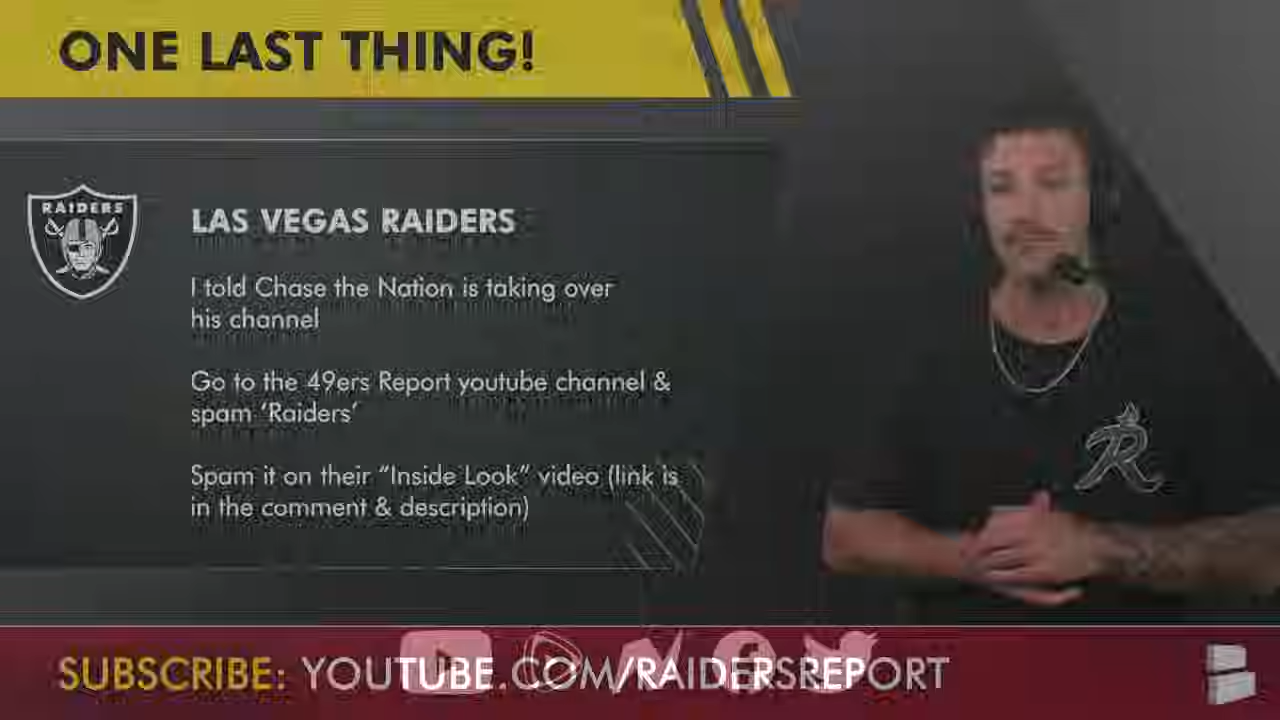 ONE LAST THING!
RAIDERS
LAS VEGAS RAIDERS
I told Chase the Nation is taking over
his channel
Go to the 49ers Report youtube channel &
spam ‘Raiders’
Spam it on their “Inside Look” video (link is
in the comment & description)
R
SUBSCRIBE: YOUTUBE.COM/RAIDERSREPORT